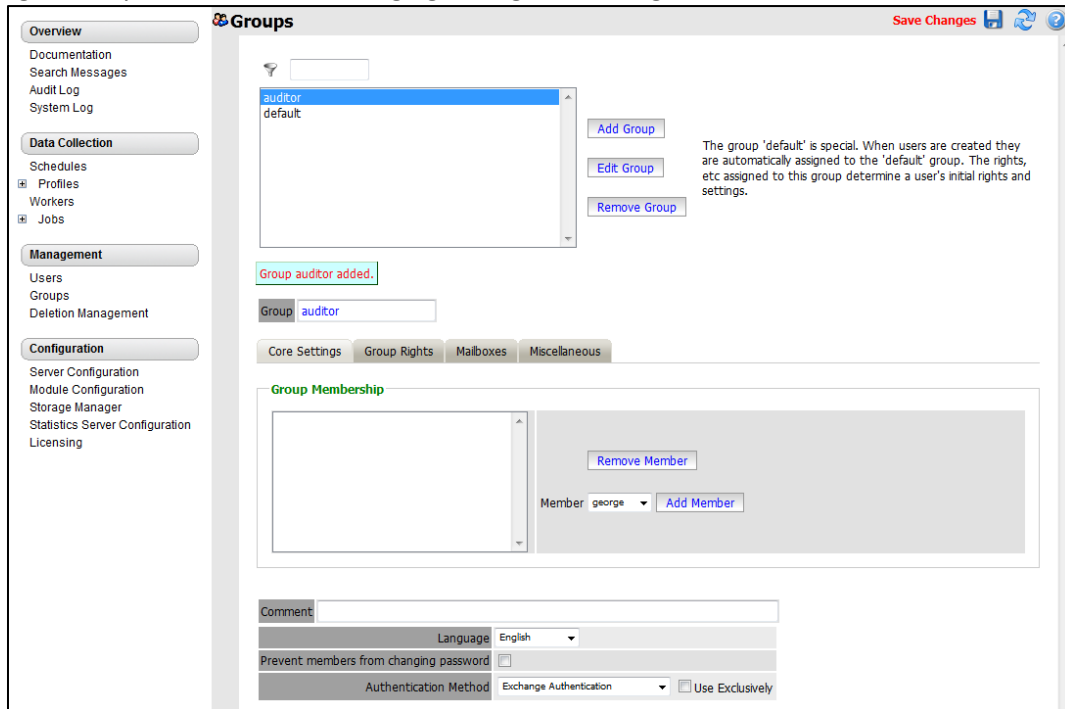 Overview
Documentation
Search Messages
Audit Log
System Log
Data Collection
Schedules
Profiles
Workers
Jobs
Management
Users
Groups
Deletion Management
Configuration
Server Configuration
Module Configuration
Storage Manager
Statistics Server Configuration
Licensing
Groups
Save Changes
auditor
default
Add Group
Edit Group
Remove Group
The group 'default' is special. When users are created they
are automatically assigned to the 'default' group. The rights,
etc assigned to this group determine a user's initial rights and
settings.
Group auditor added.
Group auditor
Core Settings Group Rights Mailboxes Miscellaneous
Group Membership
Remove Member
Member george Add Member
Comment
Language English
Prevent members from changing password
Authentication Method Exchange Authentication Use Exclusively